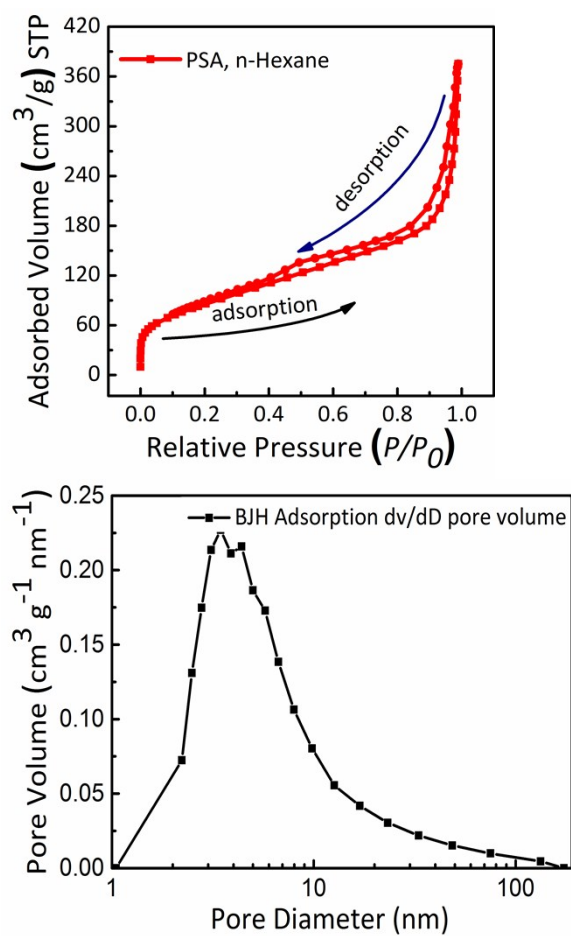 Adsorbed Volume (cm³/g) STP
420
360
300
240
180
120
60
0
PSA, n-Hexane
desorption
adsorption
0.0 0.2 0.4 0.6 0.8 1.0
Relative Pressure (P/P₀)
Pore Volume (cm³ g⁻¹ nm⁻¹)
0.25
0.20
0.15
0.10
0.05
0.00
BJH Adsorption dv/dD pore volume
1 10 100
Pore Diameter (nm)